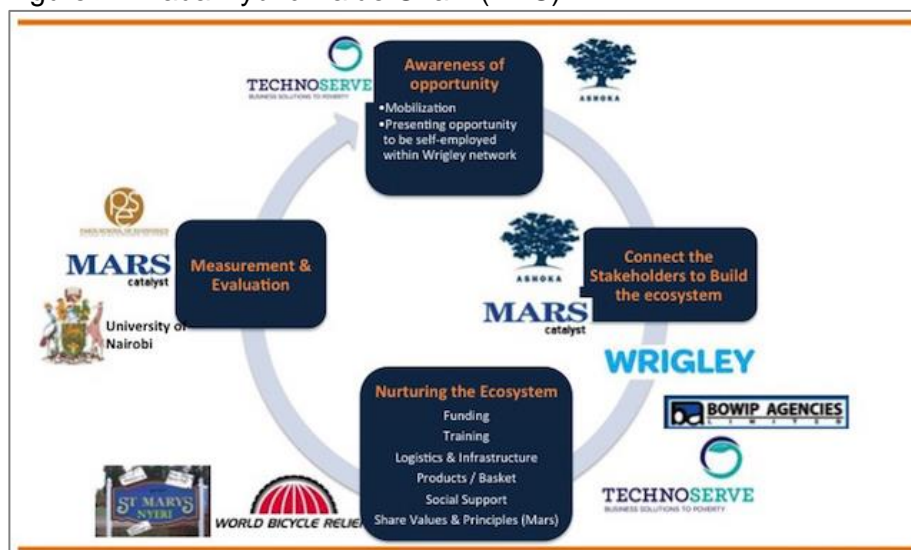 TECHNOSERVE
BUSINESS SOLUTIONS TO POVERTY
Awareness of
opportunity
•Mobilization
•Presenting opportunity
to be self-employed
within Wrigley network
ASHOKA
MARS
catalyst
University of
Nairobi
Measurement &
Evaluation
ASHOKA
MARS
catalyst
Connect the
Stakeholders to Build
the ecosystem
WRIGLEY
ba BOWIP AGENCIES
LIMITED
TECHNOSERVE
BUSINESS SOLUTIONS TO POVERTY
Nurturing the Ecosystem
Funding
Training
Logistics & Infrastructure
Products / Basket
Social Support
Share Values & Principles (Mars)
ST MARYS
NYERI
WORLD BICYCLE RELIEF